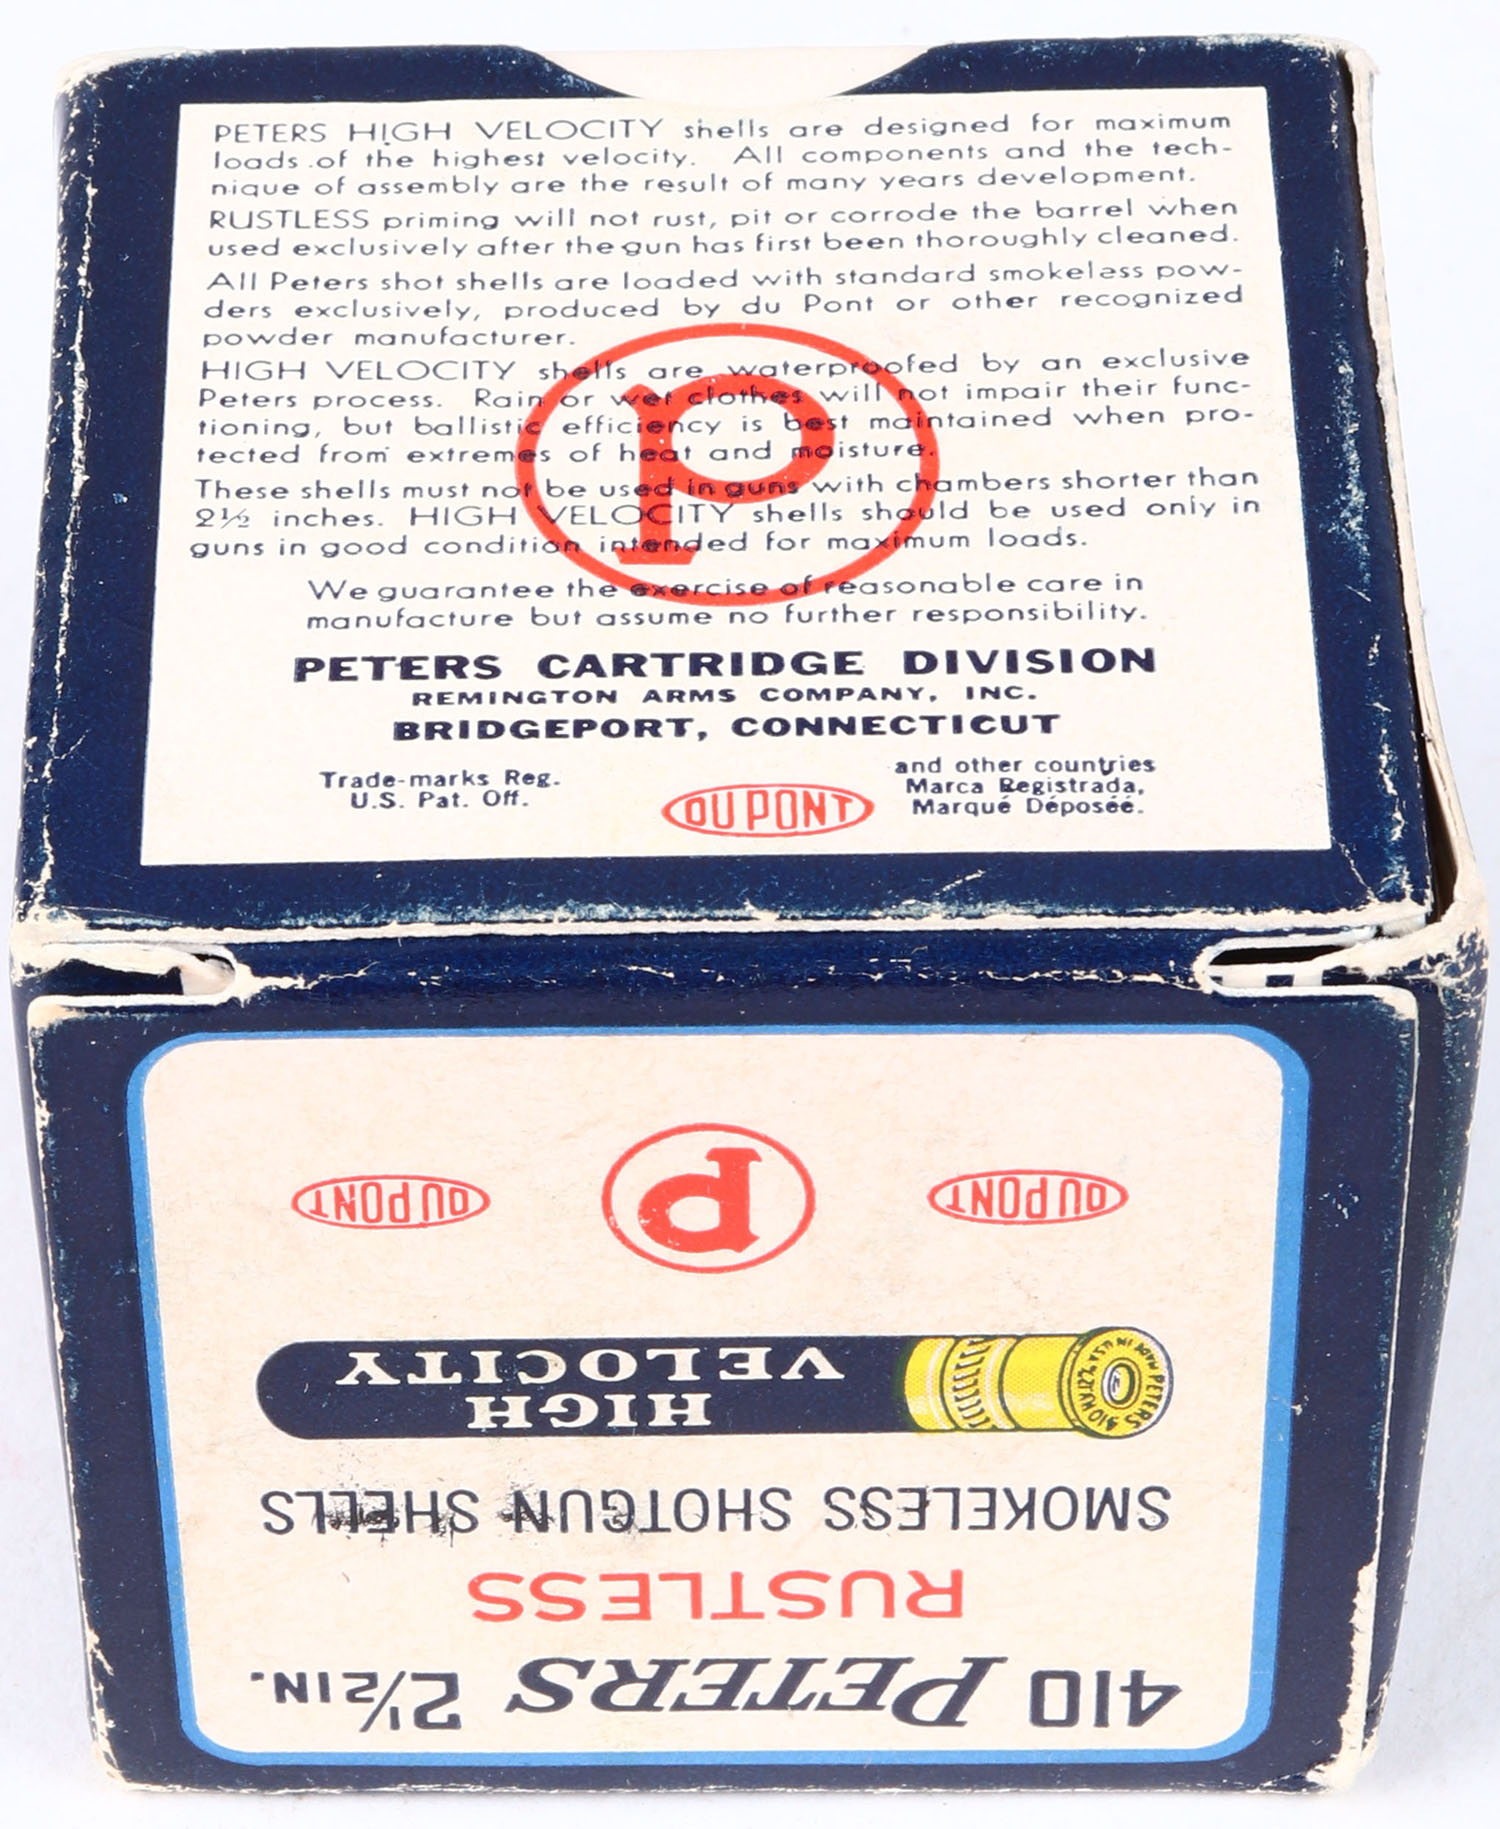 PETERS HIGH VELOCITY shells are designed for maximum
loads of the highest velocity. All components and the tech-
nique of assembly are the result of many years development.
RUSTLESS priming will not rust, pit or corrode the barrel when
used exclusively after the gun has first been thoroughly cleaned.
All Peters shot shells are loaded with standard smokeless pow-
ders exclusively, produced by du Pont or other recognized
powder manufacturer.
HIGH VELOCITY shells are waterproofed by an exclusive
Peters process. Rain or wet clothes will not impair their func-
tioning, but ballistic efficiency is best maintained when pro-
tected from extremes of heat and moisture.
These shells must not be used in guns with chambers shorter than
2½ inches. HIGH VELOCITY shells should be used only in
guns in good condition intended for maximum loads.
P
We guarantee the exercise of reasonable care in
manufacture but assume no further responsibility.
PETERS CARTRIDGE DIVISION
REMINGTON ARMS COMPANY, INC.
BRIDGEPORT, CONNECTICUT
Trade-marks Reg.
U.S. Pat. Off.
DU PONT
and other countries
Marca Registrada,
Marqué Déposéé.
410 PETERS 2½ IN.
RUSTLESS
SMOKELESS SHOTGUN SHELLS
HIGH
VELOCITY
PETERS 410 HV 12Z MADE IN U.S.A.
DU PONT P DU PONT